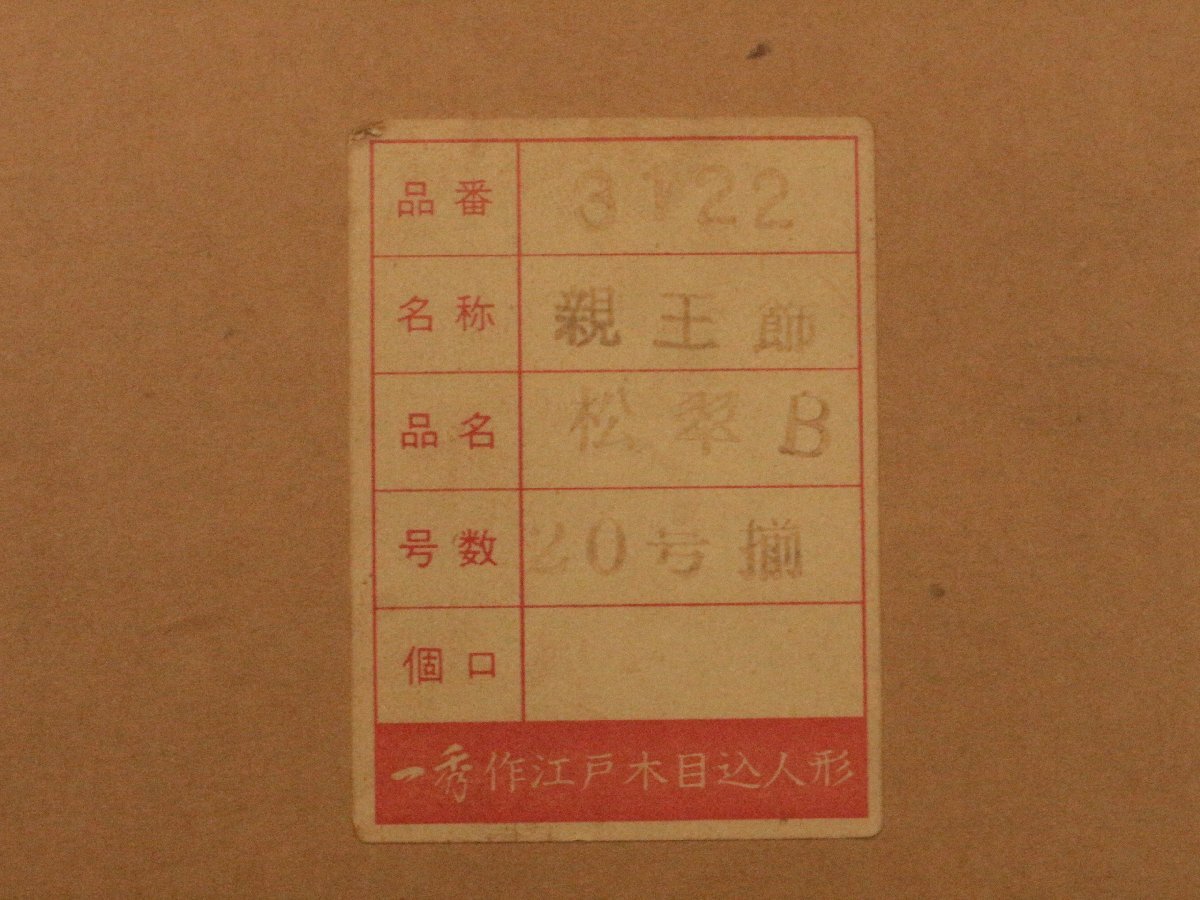 品番 3122
名称 親王飾
品名 松翠B
号数 20号揃
個口
一秀作江戸木目込人形